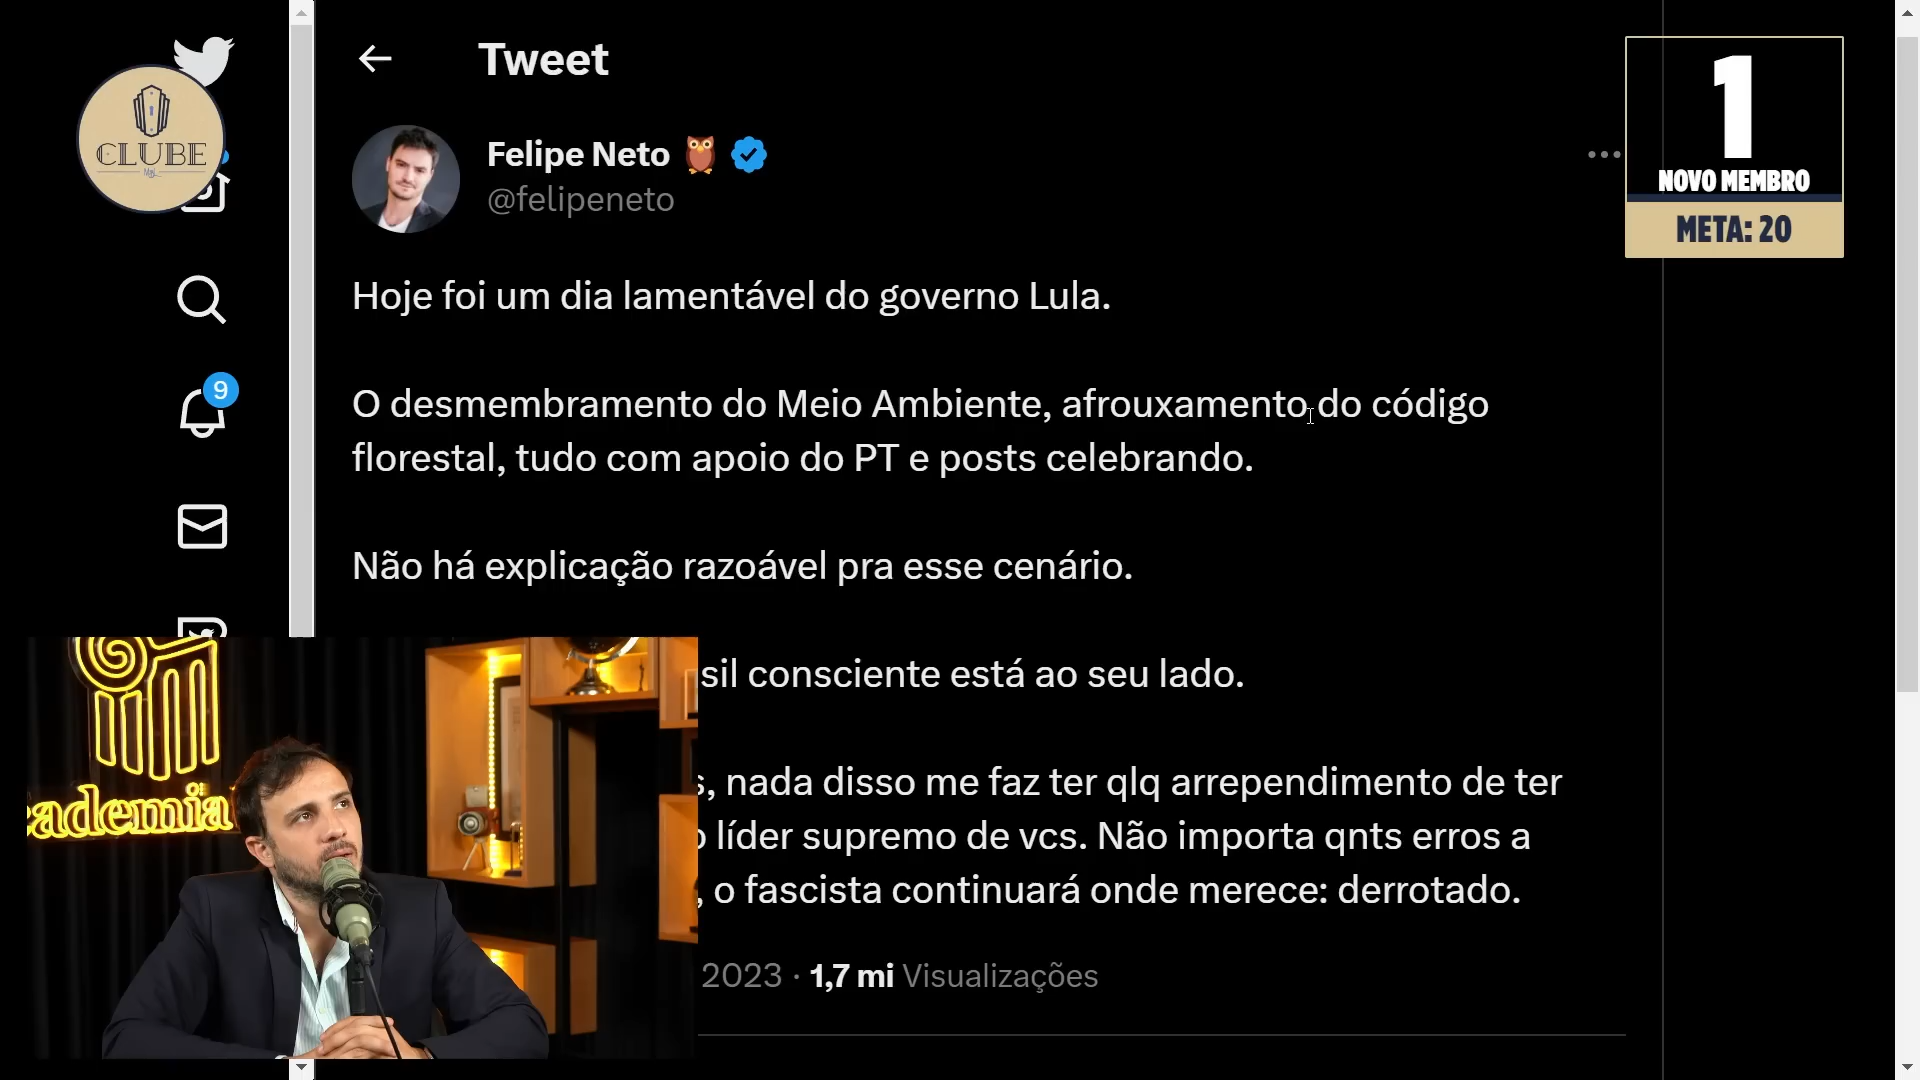 Tweet
CLUBE
Felipe Neto
@felipeneto
1
NOVO MEMBRO
META: 20
Hoje foi um dia lamentável do governo Lula.
9
O desmembramento do Meio Ambiente, afrouxamento do código
florestal, tudo com apoio do PT e posts celebrando.
Não há explicação razoável pra esse cenário.
sil consciente está ao seu lado.
, nada disso me faz ter qlq arrependimento de ter
líder supremo de vcs. Não importa qnts erros a
, o fascista continuará onde merece: derrotado.
2023 · 1,7 mi Visualizações
cademia